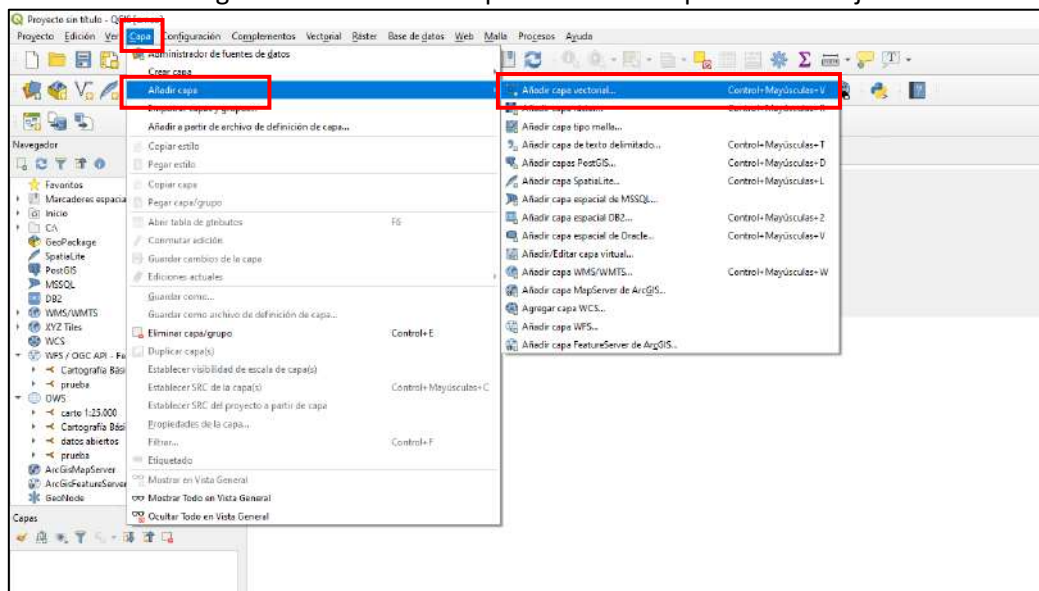 Proyecto sin título - QGIS
Proyecto Edición Ver Capa Configuración Complementos Vectorial Ráster Base de datos Web Malla Procesos Ayuda
Administrador de fuentes de datos
Crear capa
Añadir capa
Añadir a partir de archivo de definición de capa...
Copiar estilo
Pegar estilo
Copiar capa
Pegar capa/grupo
Abrir tabla de atributos F6
Conmutar edición
Guardar cambios de la capa
Ediciones actuales
Guardar como...
Guardar como archivo de definición de capa...
Eliminar capa/grupo Control+E
Duplicar capa(s)
Establecer visibilidad de escala de capa(s)
Establecer SRC de la capa(s) Control+Mayúsculas+C
Establecer SRC del proyecto a partir de capa
Propiedades de la capa...
Filtrar... Control+F
Etiquetado
Mostrar en Vista General
Mostrar Todo en Vista General
Ocultar Todo en Vista General
Añadir capa vectorial... Control+Mayúsculas+V
Añadir capa tipo malla...
Añadir capa de texto delimitado... Control+Mayúsculas+T
Añadir capas PostGIS... Control+Mayúsculas+D
Añadir capa SpatiaLite... Control+Mayúsculas+L
Añadir capa espacial de MSSQL...
Añadir capa espacial DB2... Control+Mayúsculas+2
Añadir capa espacial de Oracle... Control+Mayúsculas+V
Añadir/Editar capa virtual...
Añadir capa WMS/WMTS... Control+Mayúsculas+W
Añadir capa MapServer de ArcGIS...
Agregar capa WCS...
Añadir capa WFS...
Añadir capa FeatureServer de ArcGIS...
Navegador
Favoritos
Marcadores espacia
Inicio
C:\
GeoPackage
SpatiaLite
PostGIS
MSSQL
DB2
WMS/WMTS
XYZ Tiles
WCS
WFS / OGC API - Fe
Cartografía Bási
prueba
OWS
carto 1:25.000
Cartografía Bási
datos abiertos
prueba
ArcGisMapServer
ArcGisFeatureServer
GeoNode
Capas